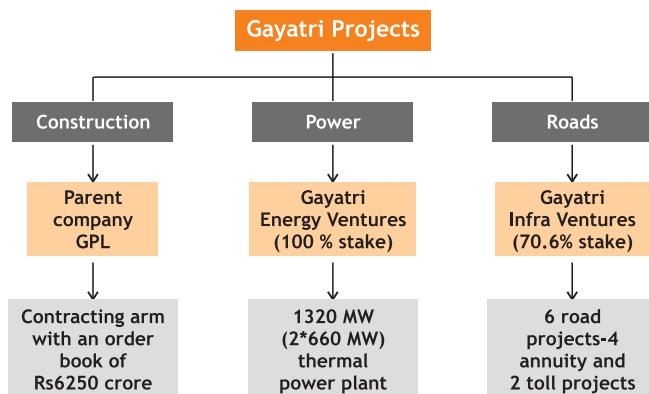 Gayatri Projects
Construction
Power
Roads
Parent
company
GPL
Gayatri
Energy Ventures
(100 % stake)
Gayatri
Infra Ventures
(70.6% stake)
Contracting arm
with an order
book of
Rs6250 crore
1320 MW
(2*660 MW)
thermal
power plant
6 road
projects-4
annuity and
2 toll projects